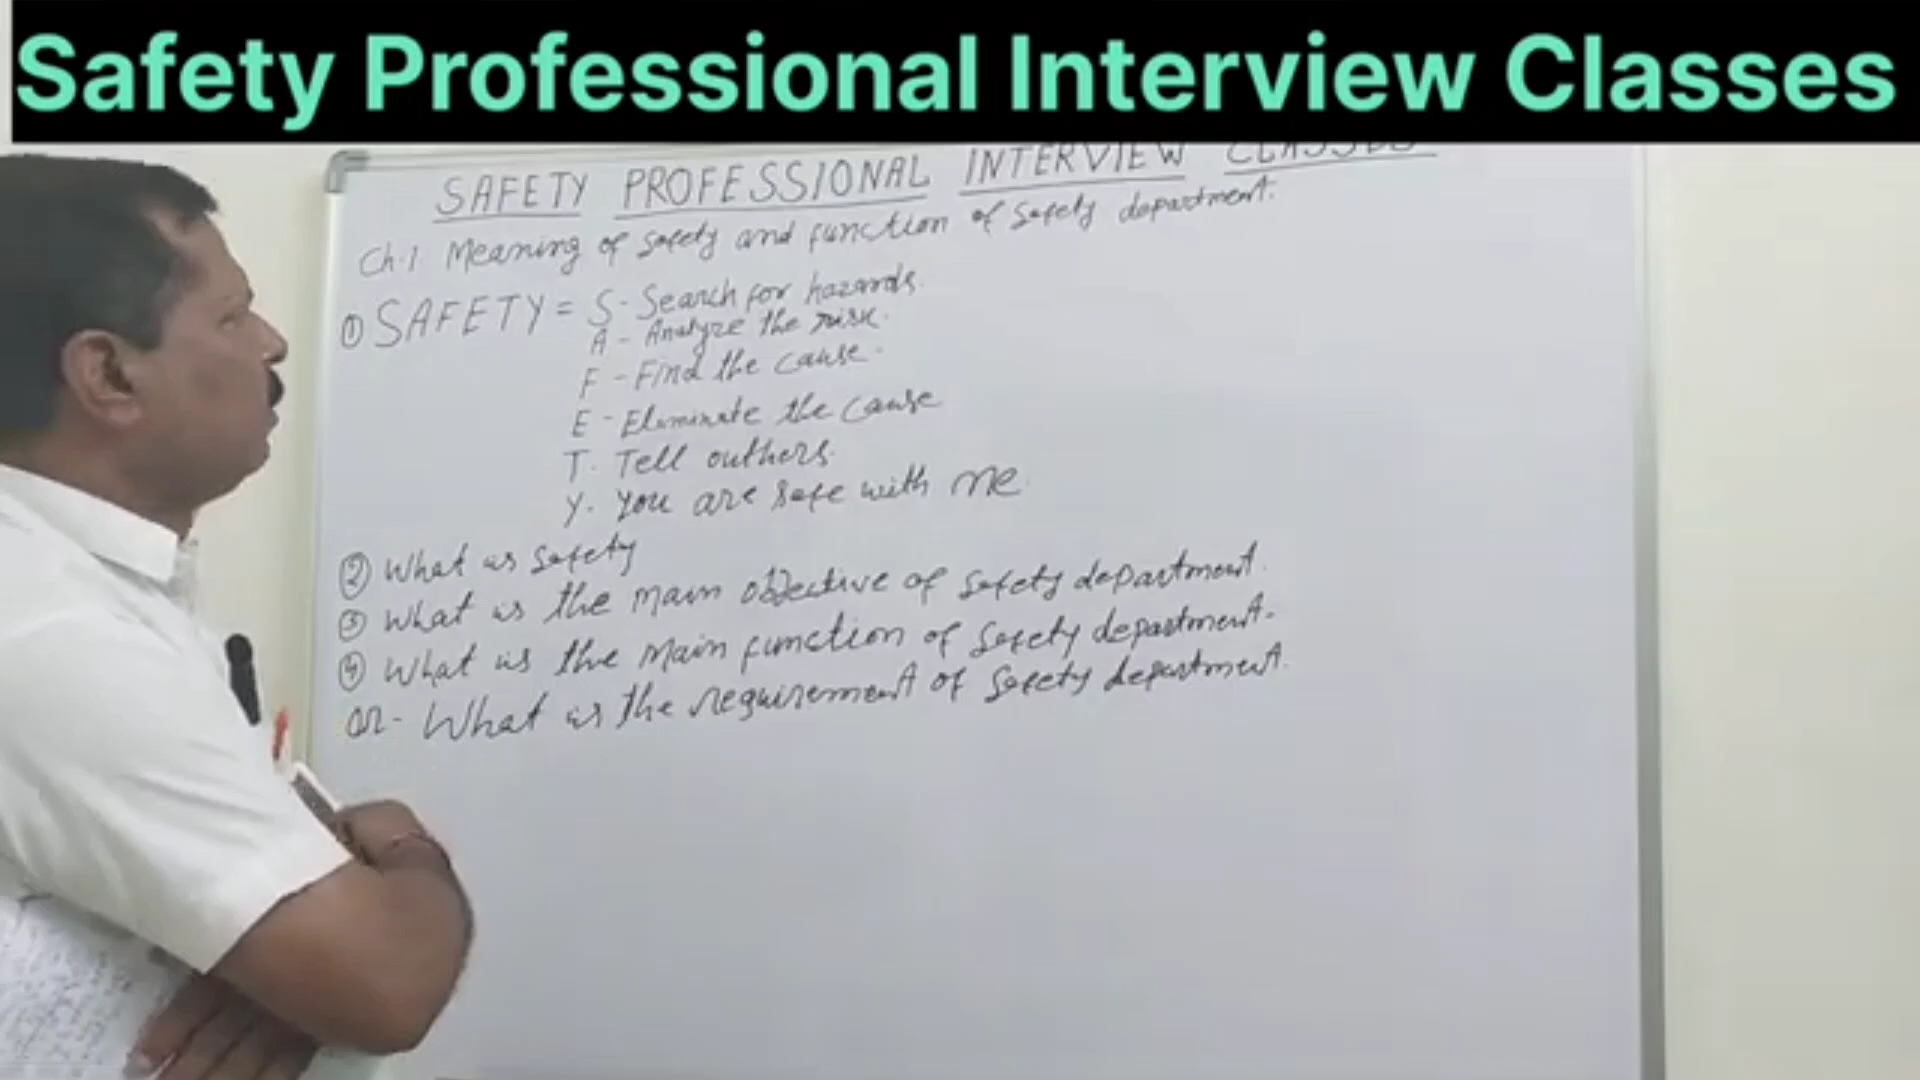 Safety Professional Interview Classes
SAFETY PROFESSIONAL INTERVIEW CLASSES
Ch.1. Meaning of safety and function of safety department.
① SAFETY = S - Search for hazards.
A - Analyze the risk.
F - Find the cause.
E - Eliminate the cause
T. Tell outhers.
Y. You are safe with me.
② What is safety
③ What is the main objective of safety department.
④ What is the main function of safety department.
or - What is the requirement of safety department.